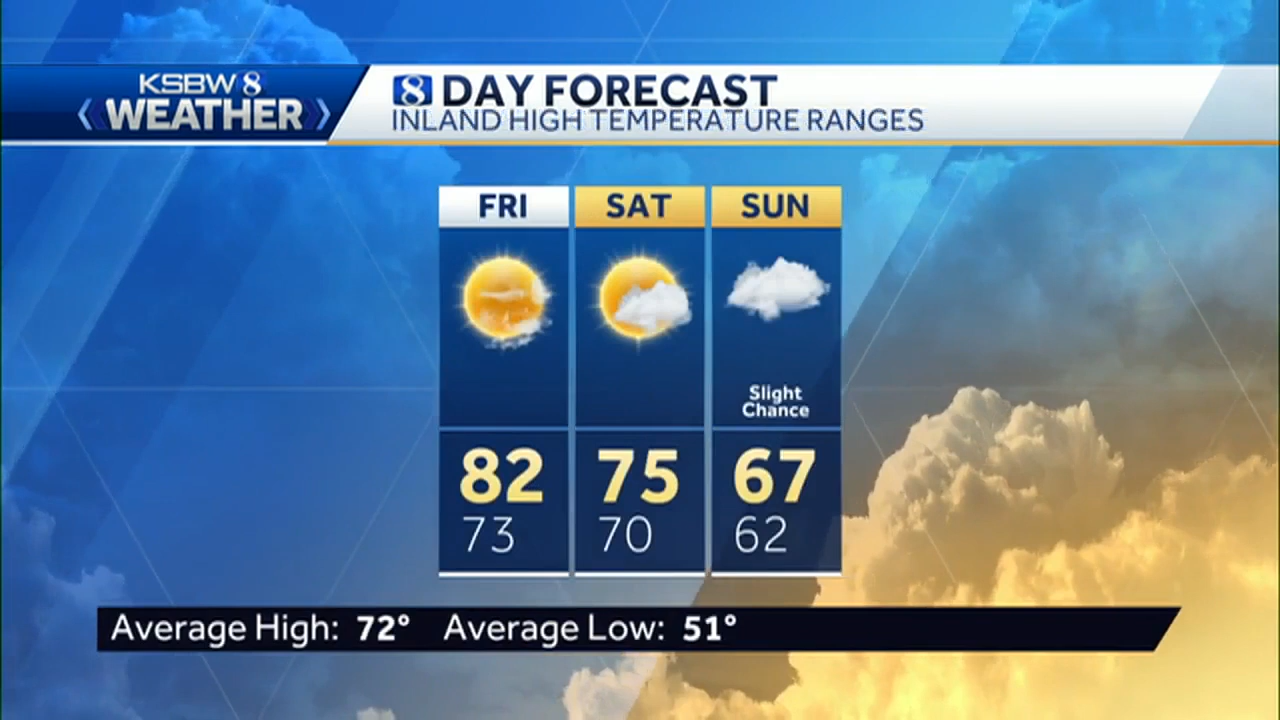 KSBW 8
WEATHER
8 DAY FORECAST
INLAND HIGH TEMPERATURE RANGES
FRI
SAT
SUN
Slight
Chance
82
75
67
73
70
62
Average High: 72° Average Low: 51°